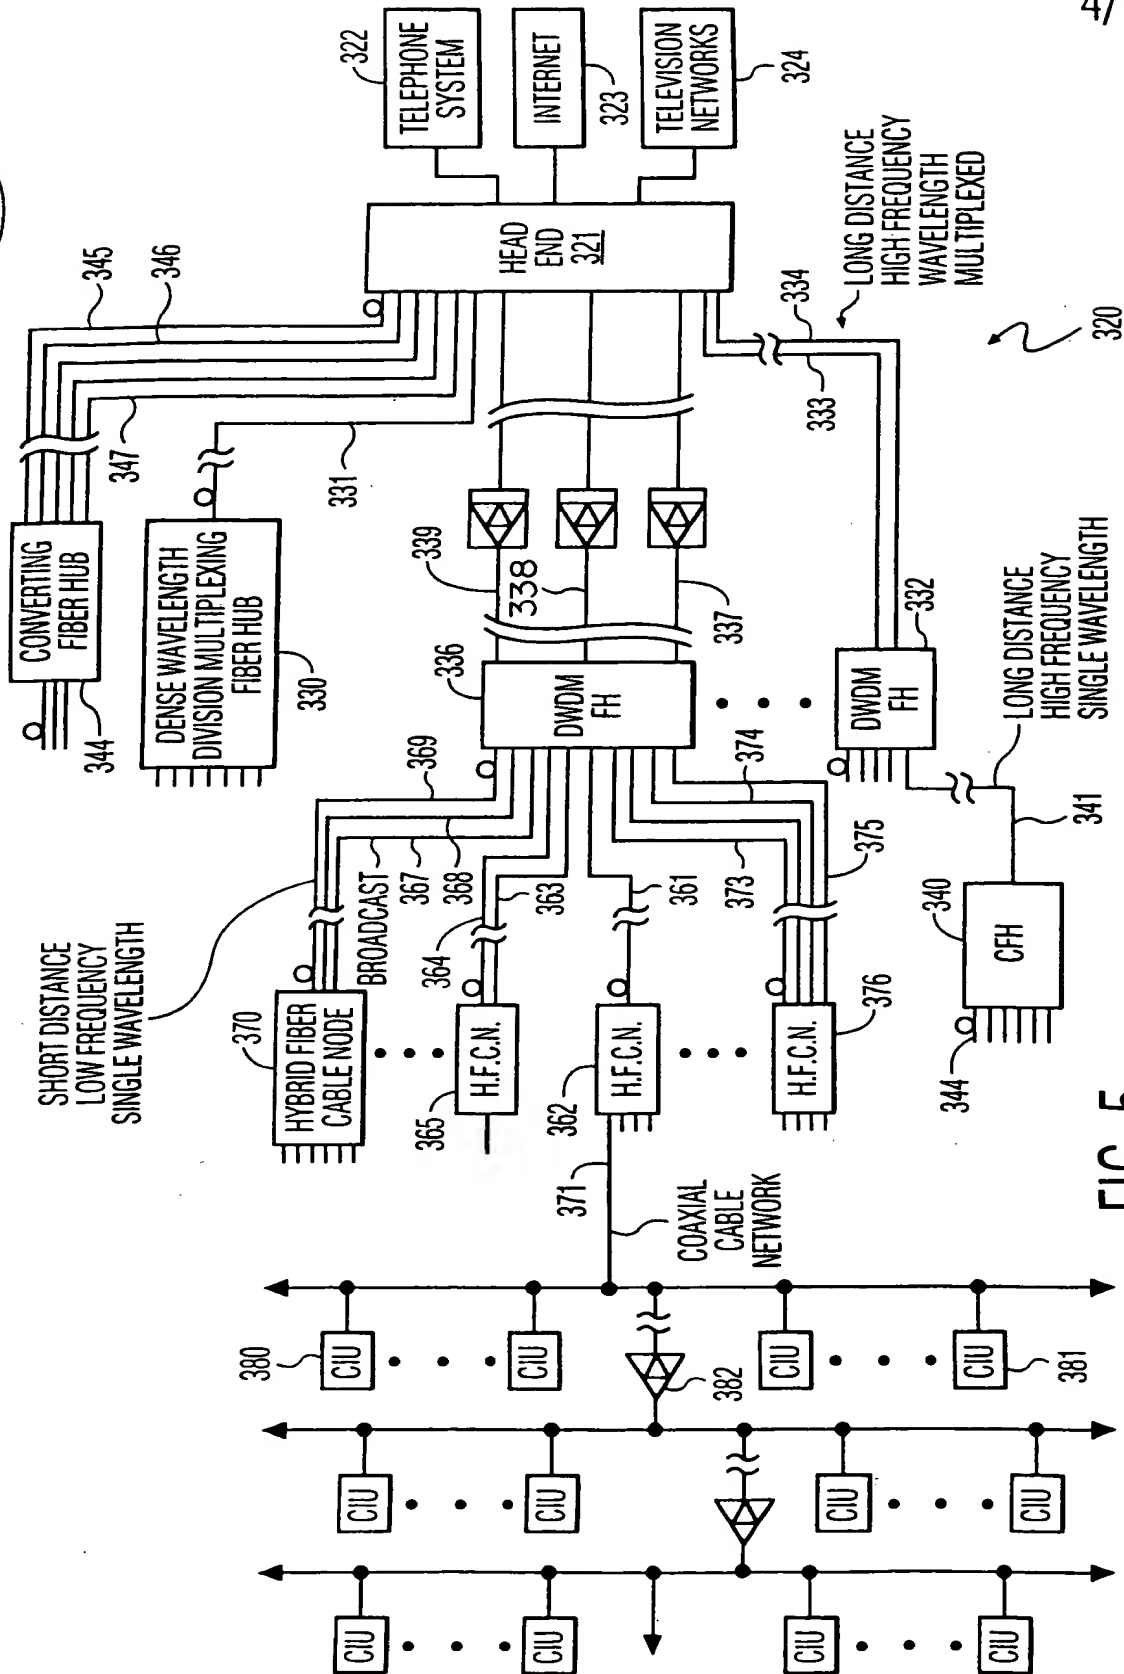 4/
322
TELEPHONE
SYSTEM
INTERNET
323
TELEVISION
NETWORKS
324
HEAD
END
321
345
346
347
331
LONG DISTANCE
HIGH FREQUENCY
WAVELENGTH
MULTIPLEXED
334
333
320
CONVERTING
FIBER HUB
344
DENSE WAVELENGTH
DIVISION MULTIPLEXING
FIBER HUB
330
339
338
337
336
DWDM
FH
332
DWDM
FH
LONG DISTANCE
HIGH FREQUENCY
SINGLE WAVELENGTH
341
340
CFH
344
369
368
367
BROADCAST
364
363
361
373
374
375
SHORT DISTANCE
LOW FREQUENCY
SINGLE WAVELENGTH
370
HYBRID FIBER
CABLE NODE
365
H.F.C.N.
362
H.F.C.N.
376
H.F.C.N.
371
COAXIAL
CABLE
NETWORK
380
CIU
CIU
CIU
CIU
381
382
CIU
CIU
CIU
CIU
CIU
CIU
CIU
CIU
FIG. 5